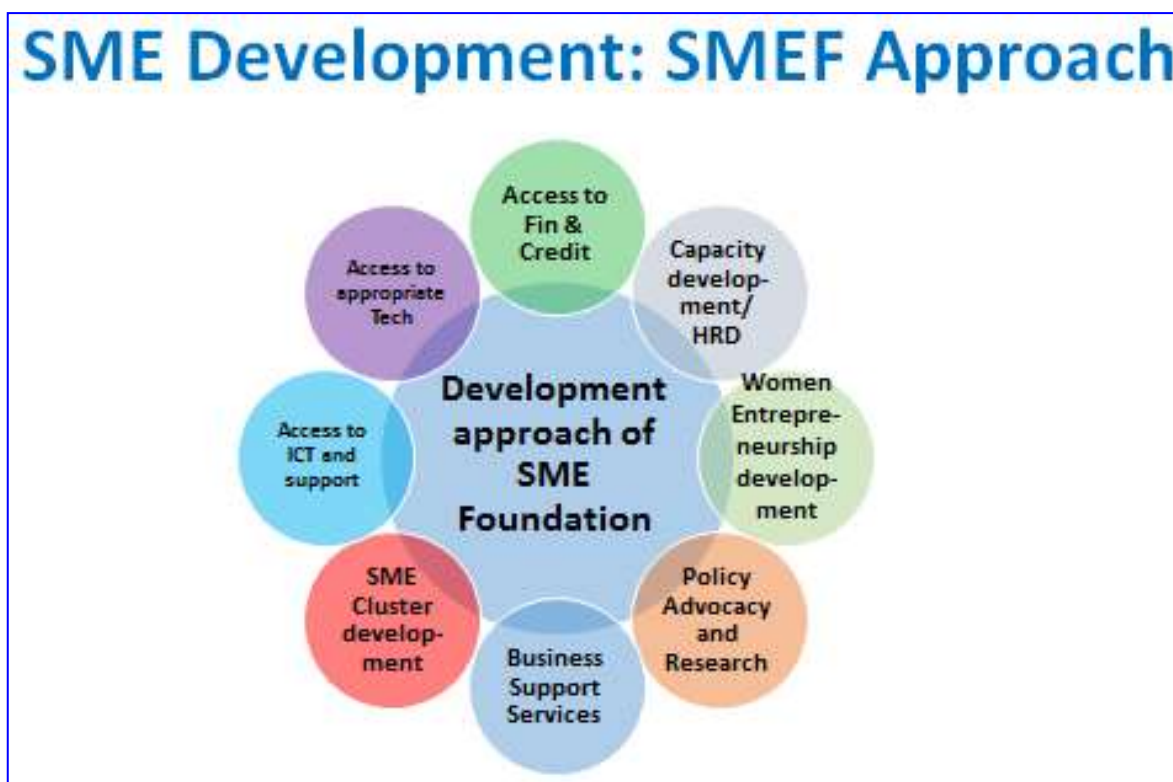 SME Development: SMEF Approach
Access to
Fin &
Credit
Capacity
develop-
ment/
HRD
Women
Entrepre-
neurship
develop-
ment
Policy
Advocacy
and
Research
Business
Support
Services
SME
Cluster
develop-
ment
Access to
ICT and
support
Access to
appropriate
Tech
Development
approach of
SME
Foundation